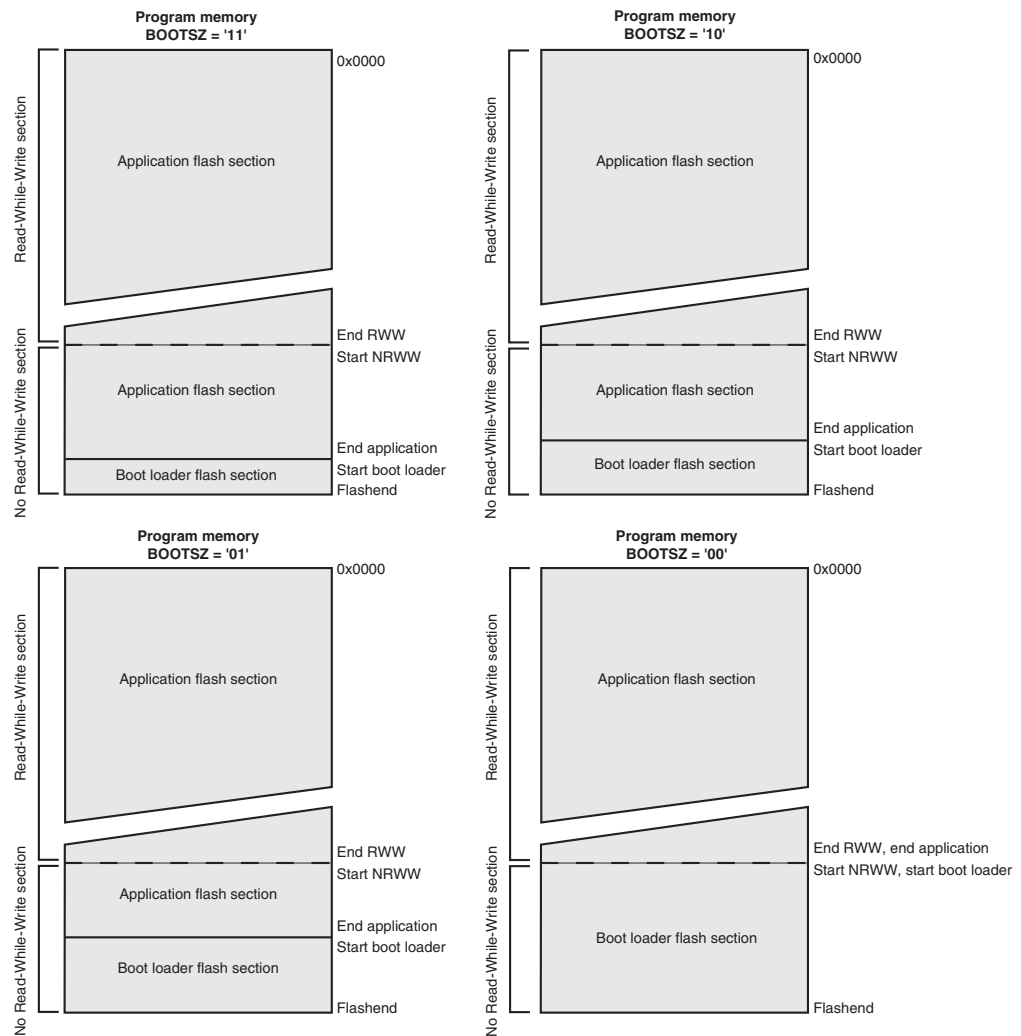 Program memory
BOOTSZ = '11'
0x0000
Read-While-Write section
Application flash section
End RWW
Start NRWW
No Read-While-Write section
Application flash section
End application
Start boot loader
Boot loader flash section
Flashend
Program memory
BOOTSZ = '10'
0x0000
Read-While-Write section
Application flash section
End RWW
Start NRWW
No Read-While-Write section
Application flash section
End application
Start boot loader
Boot loader flash section
Flashend
Program memory
BOOTSZ = '01'
0x0000
Read-While-Write section
Application flash section
End RWW
Start NRWW
No Read-While-Write section
Application flash section
End application
Start boot loader
Boot loader flash section
Flashend
Program memory
BOOTSZ = '00'
0x0000
Read-While-Write section
Application flash section
End RWW, end application
Start NRWW, start boot loader
No Read-While-Write section
Boot loader flash section
Flashend